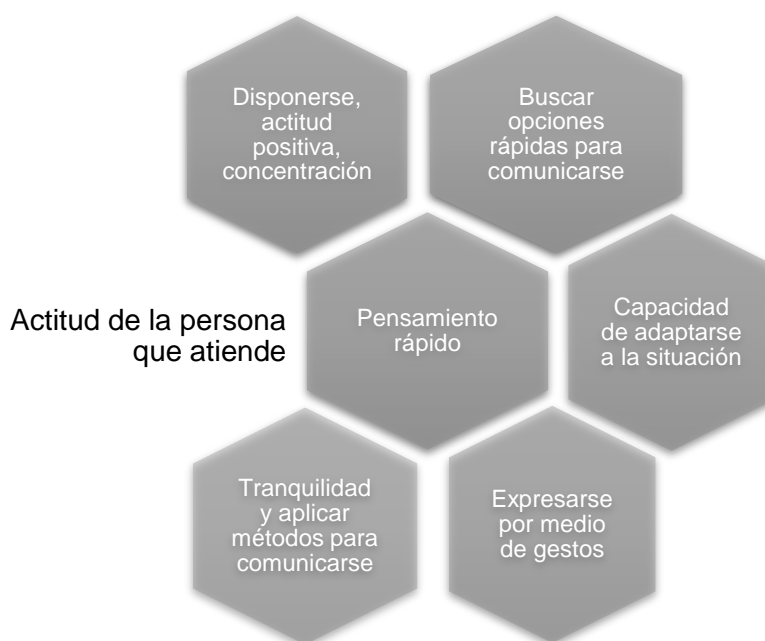 Disponerse,
actitud
positiva,
concentración
Buscar
opciones
rápidas para
comunicarse
Actitud de la persona
que atiende
Pensamiento
rápido
Capacidad
de adaptarse
a la situación
Tranquilidad
y aplicar
métodos para
comunicarse
Expresarse
por medio
de gestos